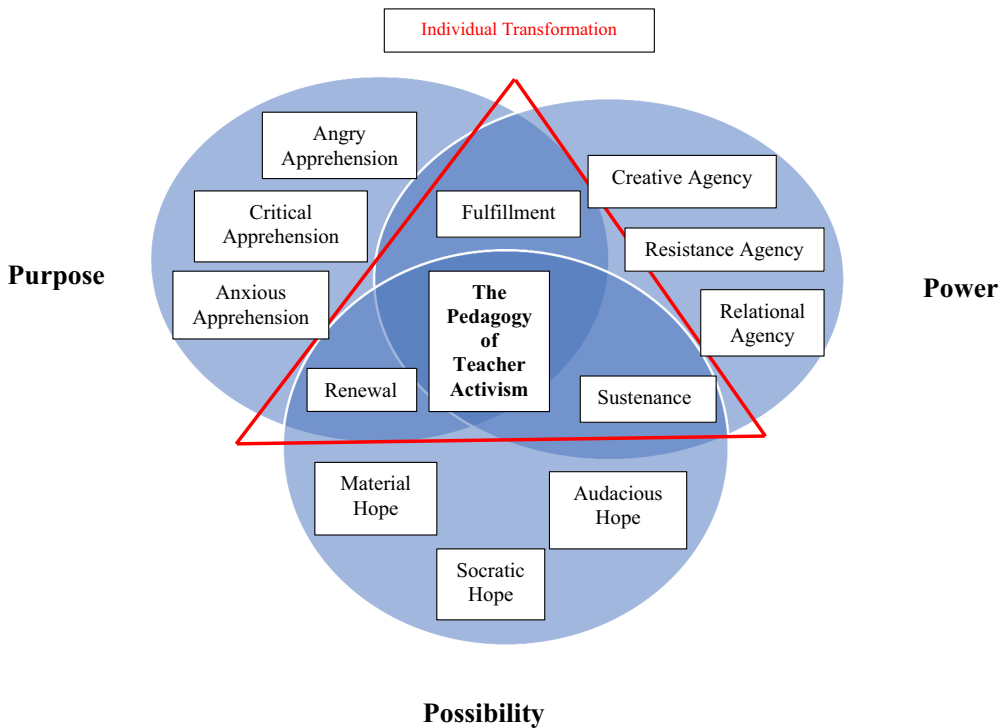 Individual Transformation
Angry
Apprehension
Creative Agency
Critical
Apprehension
Fulfillment
Resistance Agency
Purpose
Anxious
Apprehension
The
Pedagogy
of
Teacher
Activism
Power
Relational
Agency
Renewal
Sustenance
Material
Hope
Audacious
Hope
Socratic
Hope
Possibility